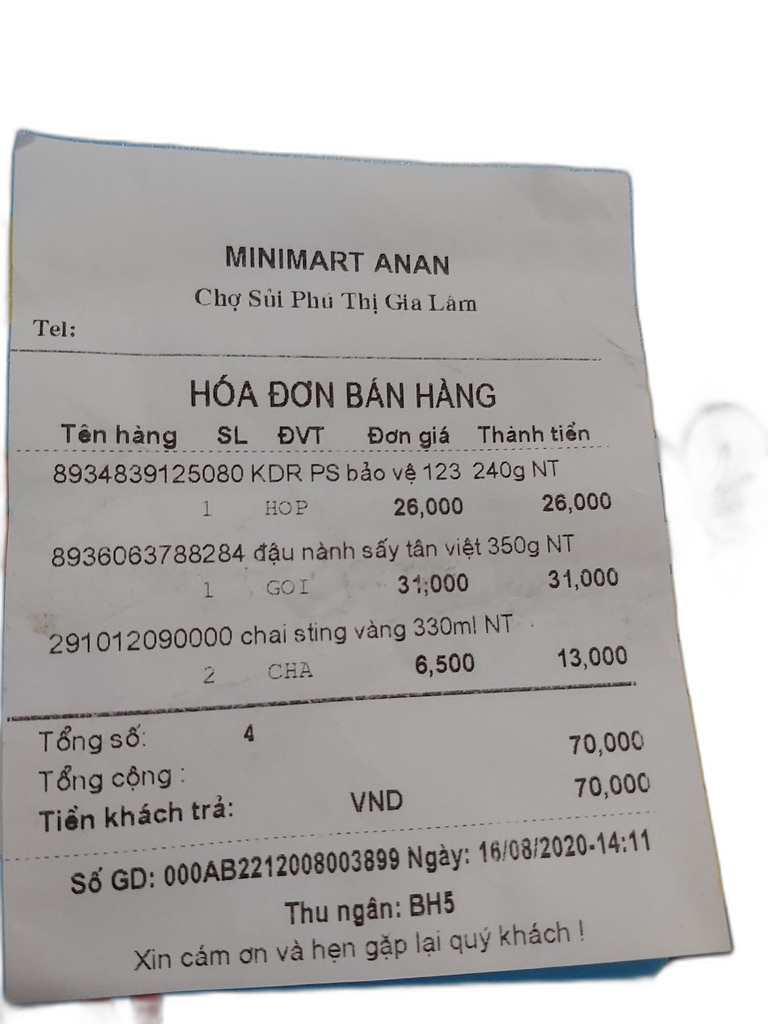 MINIMART ANAN
Chợ Sủi Phú Thị Gia Lâm
Tel:
HÓA ĐƠN BÁN HÀNG
Tên hàng SL ĐVT Đơn giá Thành tiền
8934839125080 KDR PS bảo vệ 123 240g NT
1 HOP 26,000 26,000
8936063788284 đậu nành sấy tân việt 350g NT
1 GOI 31,000 31,000
291012090000 chai sting vàng 330ml NT
2 CHA 6,500 13,000
Tổng số: 4
Tổng cộng : 70,000
Tiền khách trả: VND 70,000
Số GD: 000AB2212008003899 Ngày: 16/08/2020-14:11
Thu ngân: BH5
Xin cám ơn và hẹn gặp lại quý khách !